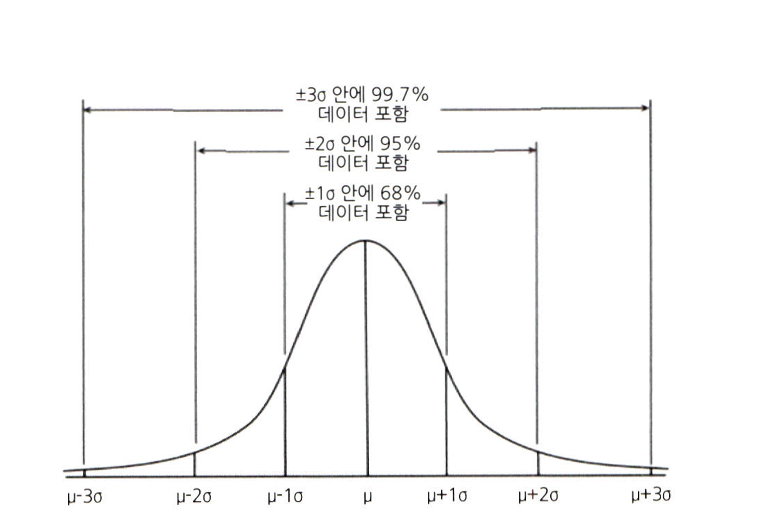 ±3σ 안에 99.7%
데이터 포함
±2σ 안에 95%
데이터 포함
±1σ 안에 68%
데이터 포함
μ-3σ μ-2σ μ-1σ μ μ+1σ μ+2σ μ+3σ